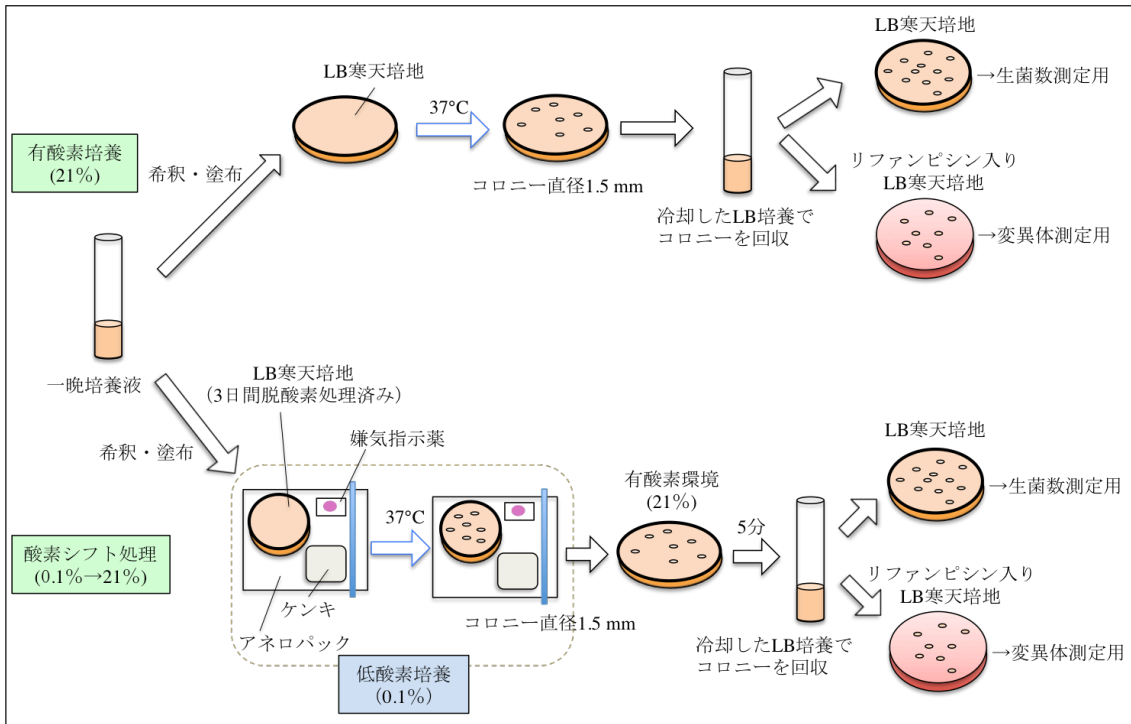 LB寒天培地
37°C
コロニー直径1.5 mm
有酸素培養
(21%)
希釈・塗布
冷却したLB培養で
コロニーを回収
LB寒天培地
→生菌数測定用
リファンピシン入り
LB寒天培地
→変異体測定用
一晩培養液
希釈・塗布
LB寒天培地
（3日間脱酸素処理済み）
嫌気指示薬
37°C
酸素シフト処理
(0.1%→21%)
ケンキ
アネロパック
コロニー直径1.5 mm
低酸素培養
（0.1%）
有酸素環境
(21%)
5分
冷却したLB培養で
コロニーを回収
LB寒天培地
→生菌数測定用
リファンピシン入り
LB寒天培地
→変異体測定用